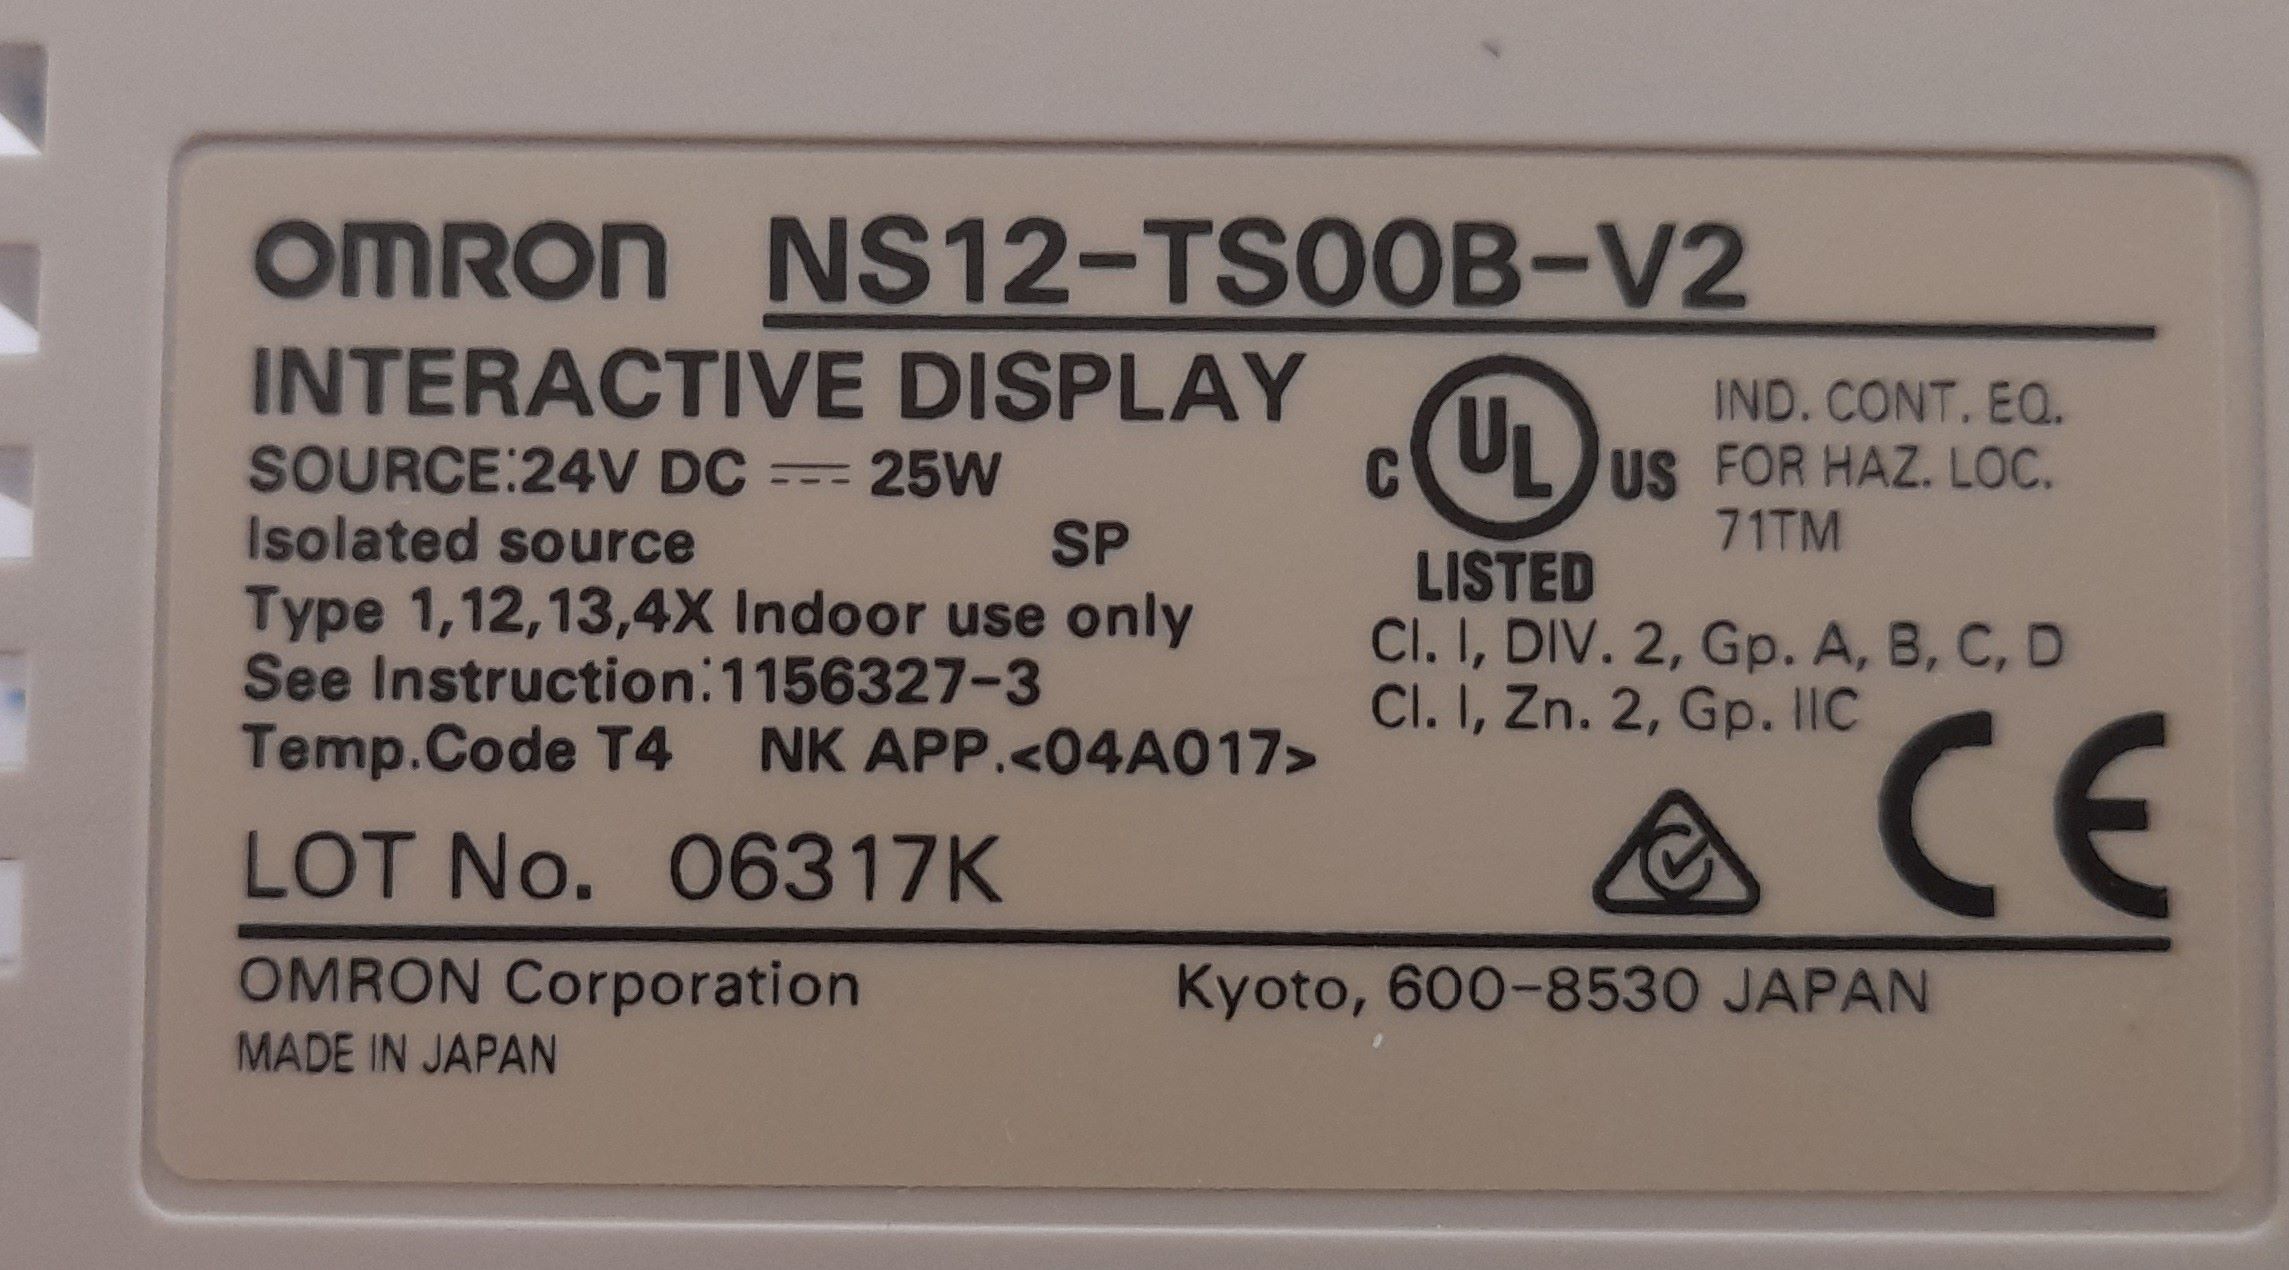 OMRON NS12-TS00B-V2
INTERACTIVE DISPLAY
SOURCE:24V DC 25W
Isolated source SP
Type 1,12,13,4X Indoor use only
See Instruction:1156327-3
Temp.Code T4 NK APP.<04A017>
C UL US
LISTED
IND. CONT. EQ.
FOR HAZ. LOC.
71TM
Cl. I, DIV. 2, Gp. A, B, C, D
Cl. I, Zn. 2, Gp. IIC
CE
LOT No. 06317K
OMRON Corporation Kyoto, 600-8530 JAPAN
MADE IN JAPAN